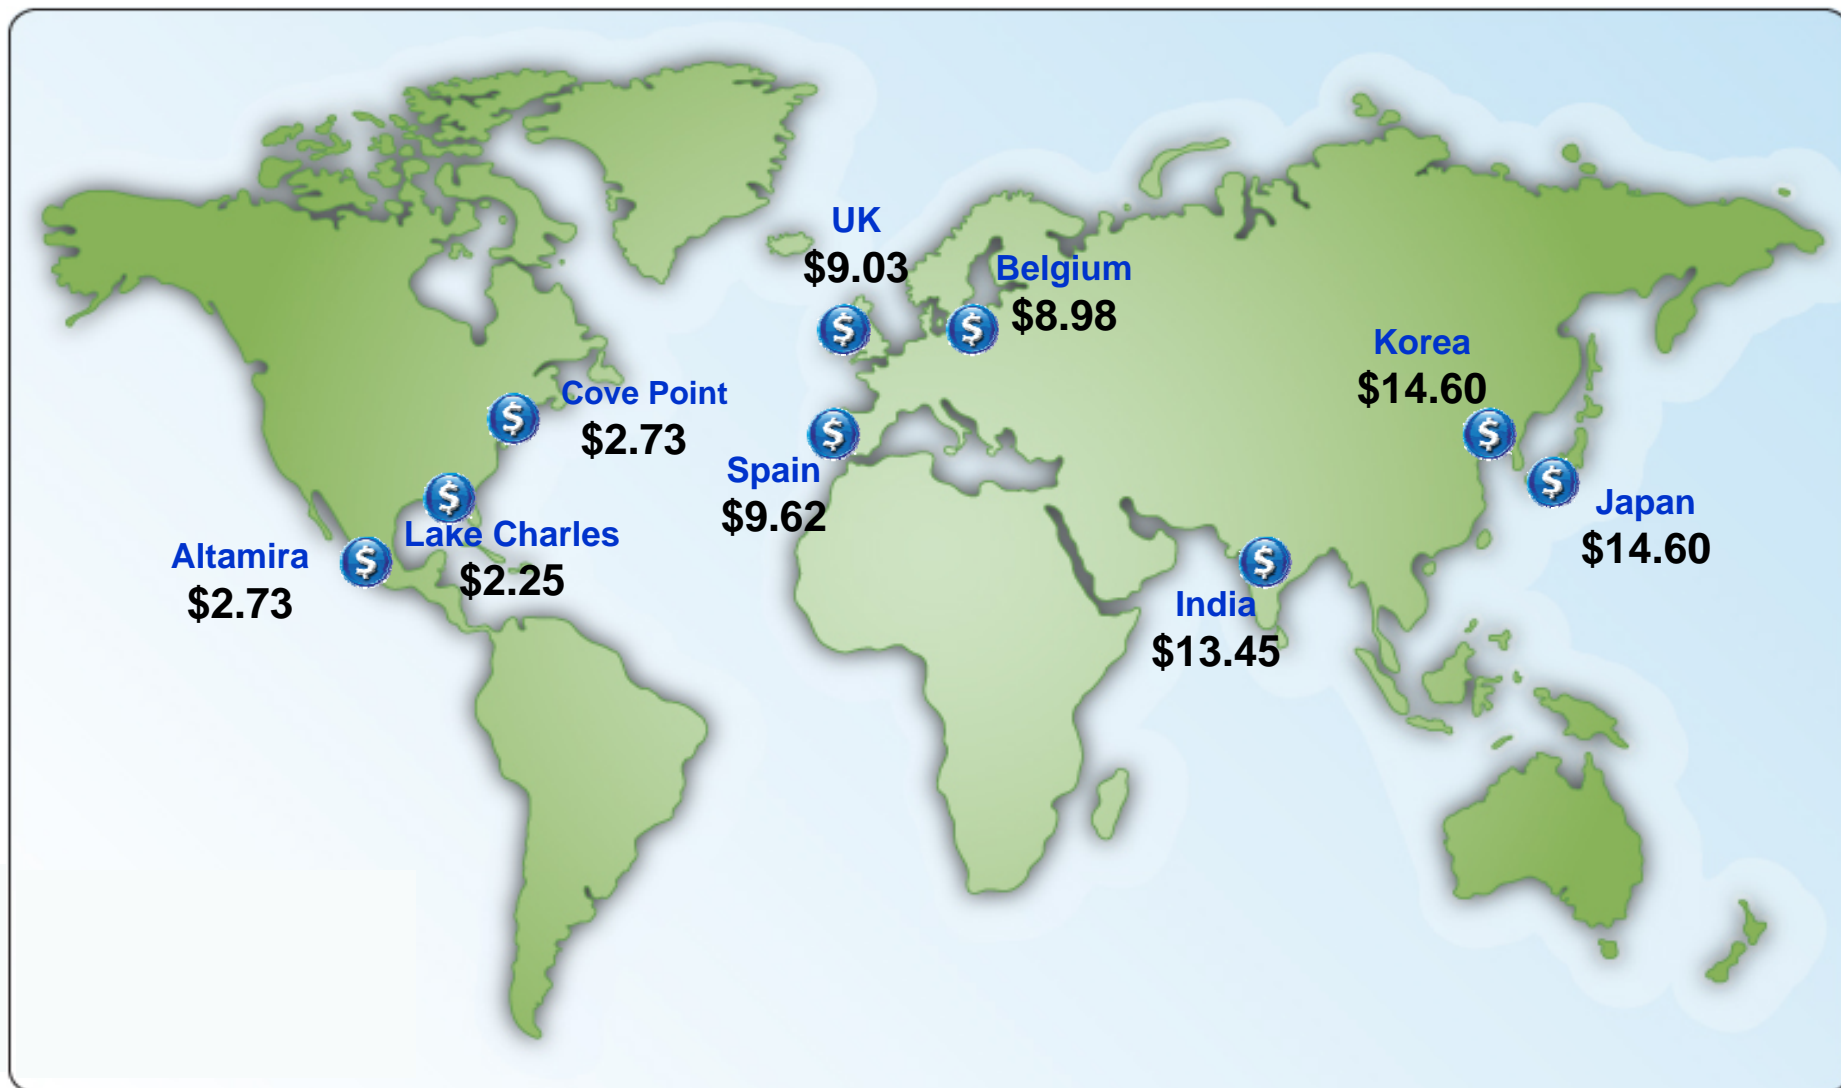 UK
$9.03
Belgium
$8.98
Korea
$14.60
Cove Point
$2.73
Spain
$9.62
Japan
$14.60
Lake Charles
$2.25
Altamira
$2.73
India
$13.45